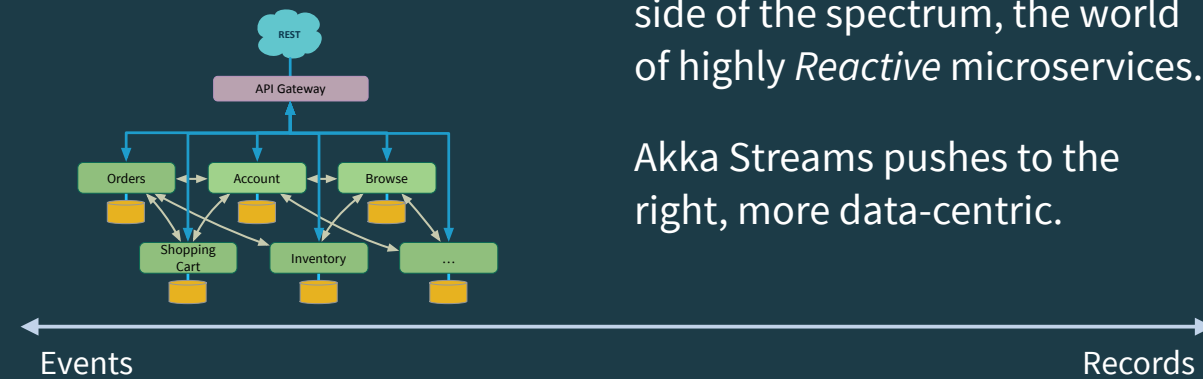 REST
API Gateway
Orders
Account
Browse
Shopping
Cart
Inventory
…
side of the spectrum, the world
of highly Reactive microservices.
Akka Streams pushes to the
right, more data-centric.
Events
Records